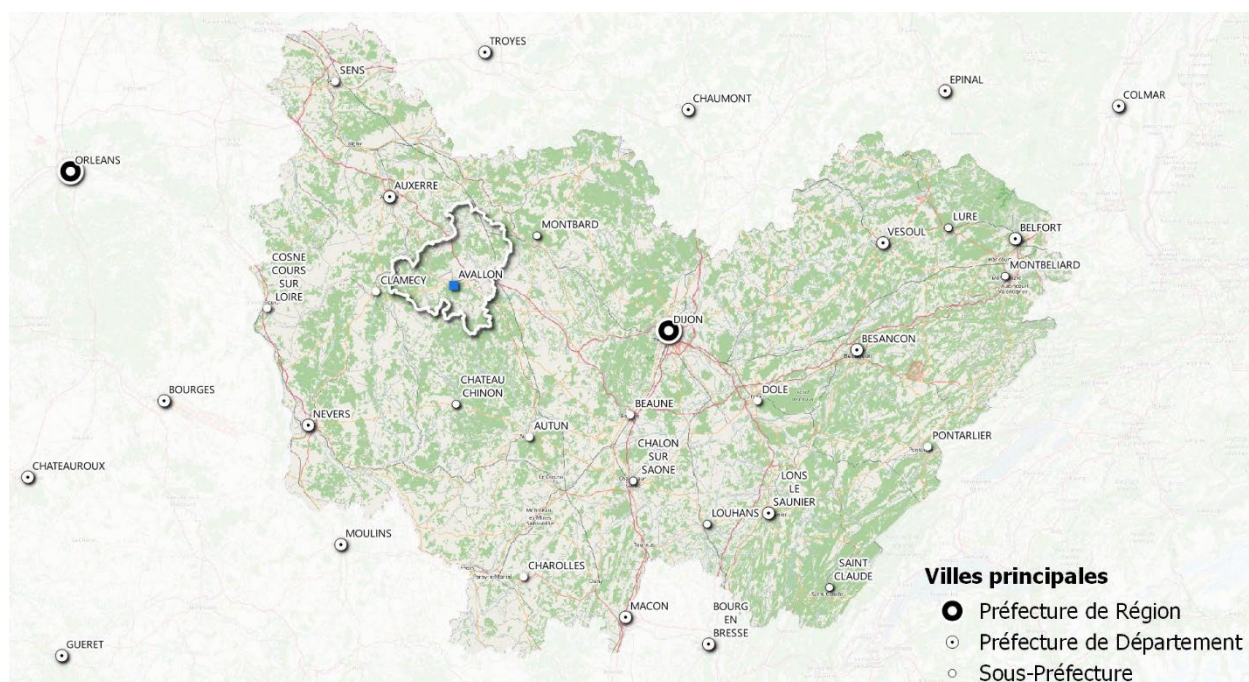 TROYES
SENS
EPINAL
CHAUMONT
COLMAR
ORLEANS
AUXERRE
MONTBARD
LURE
VESOUL
BELFORT
COSNE
COURS
SUR
LOIRE
CLAMECY
AVALLON
MONTBELIARD
DIJON
BESANCON
BOURGES
CHATEAU
CHINON
BEAUNE
DOLE
NEVERS
AUTUN
CHALON
SUR
SAONE
PONTARLIER
CHATEAUROUX
LONS
LE
SAUNIER
LOUHANS
MOULINS
CHAROLLES
SAINT
CLAUDE
MACON
BOURG
EN
BRESSE
GUERET
Villes principales
Préfecture de Région
Préfecture de Département
Sous-Préfecture